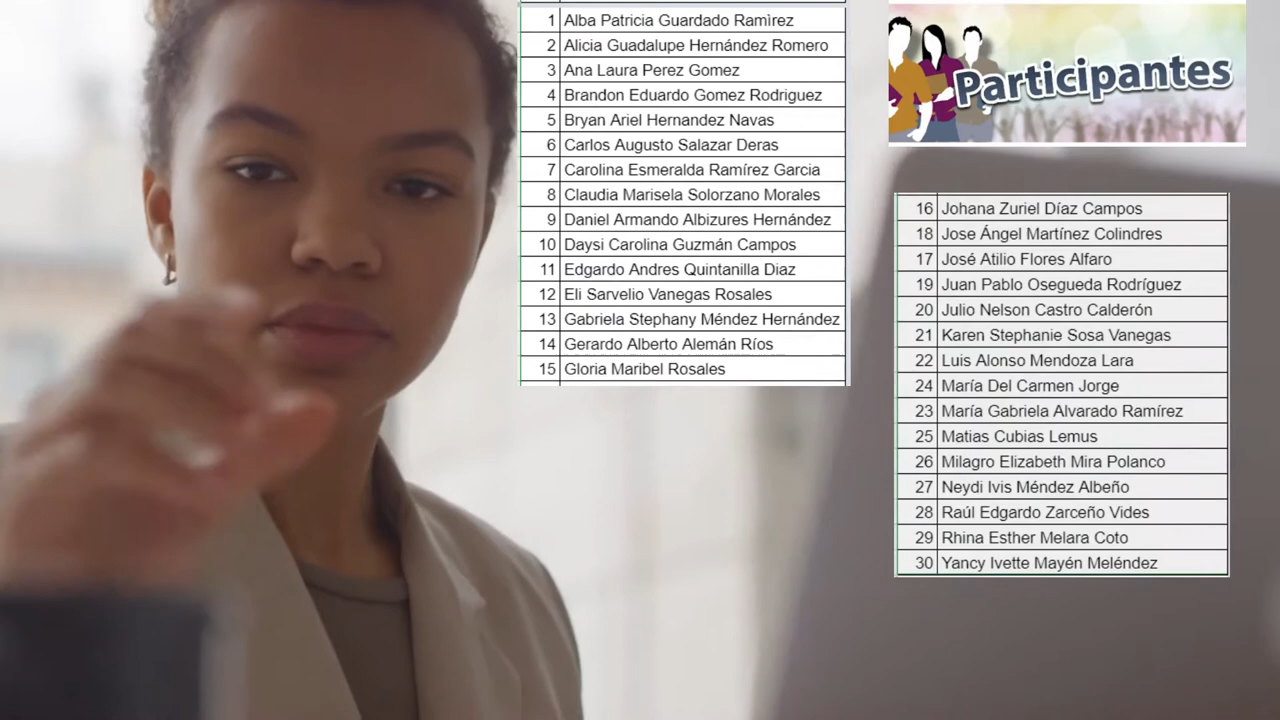 1 Alba Patricia Guardado Ramìrez
2 Alicia Guadalupe Hernández Romero
3 Ana Laura Perez Gomez
4 Brandon Eduardo Gomez Rodriguez
5 Bryan Ariel Hernandez Navas
6 Carlos Augusto Salazar Deras
7 Carolina Esmeralda Ramírez Garcia
8 Claudia Marisela Solorzano Morales
9 Daniel Armando Albizures Hernández
10 Daysi Carolina Guzmán Campos
11 Edgardo Andres Quintanilla Diaz
12 Eli Sarvelio Vanegas Rosales
13 Gabriela Stephany Méndez Hernández
14 Gerardo Alberto Alemán Ríos
15 Gloria Maribel Rosales
Participantes
16 Johana Zuriel Díaz Campos
18 Jose Ángel Martínez Colindres
17 José Atilio Flores Alfaro
19 Juan Pablo Osegueda Rodríguez
20 Julio Nelson Castro Calderón
21 Karen Stephanie Sosa Vanegas
22 Luis Alonso Mendoza Lara
24 María Del Carmen Jorge
23 María Gabriela Alvarado Ramírez
25 Matias Cubias Lemus
26 Milagro Elizabeth Mira Polanco
27 Neydi Ivis Méndez Albeño
28 Raúl Edgardo Zarceño Vides
29 Rhina Esther Melara Coto
30 Yancy Ivette Mayén Meléndez